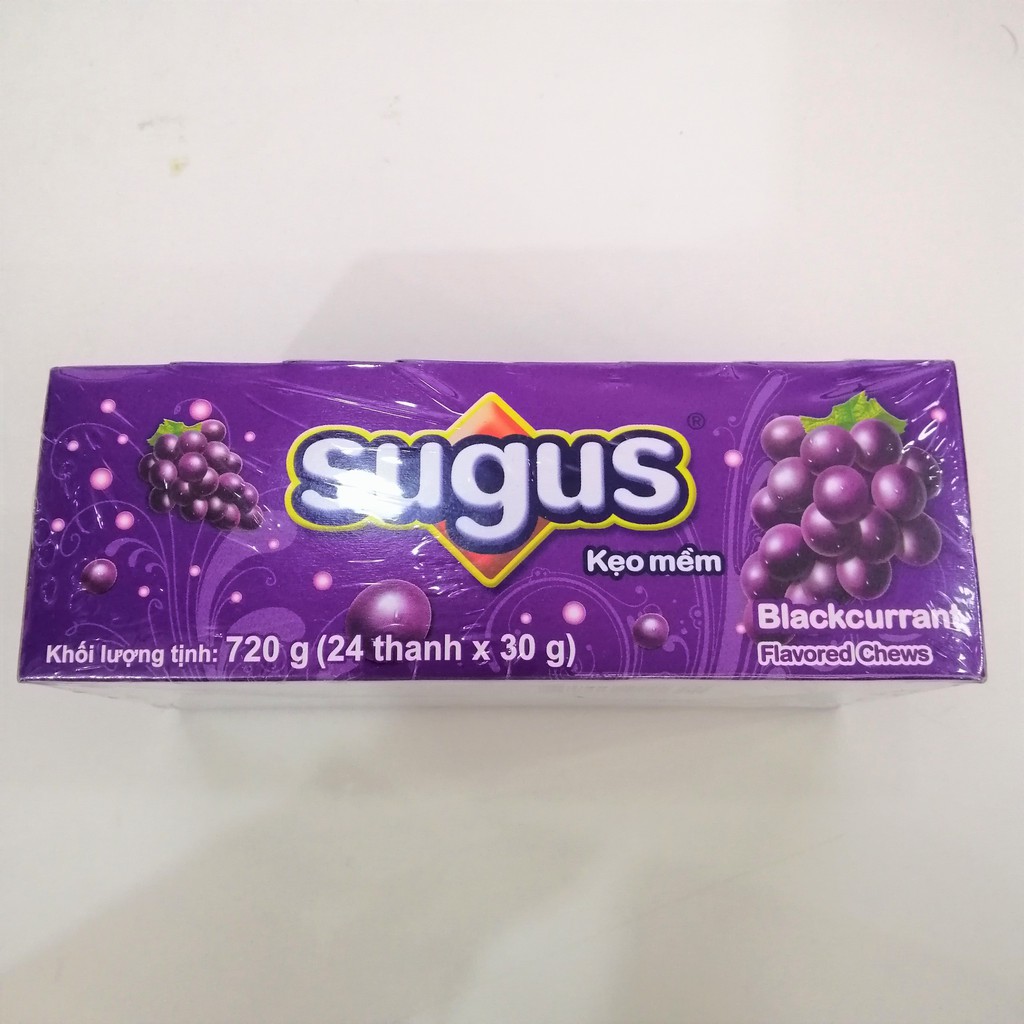 sugus®
Kẹo mềm
Blackcurrant
Flavored Chews
Khối lượng tịnh: 720 g (24 thanh x 30 g)